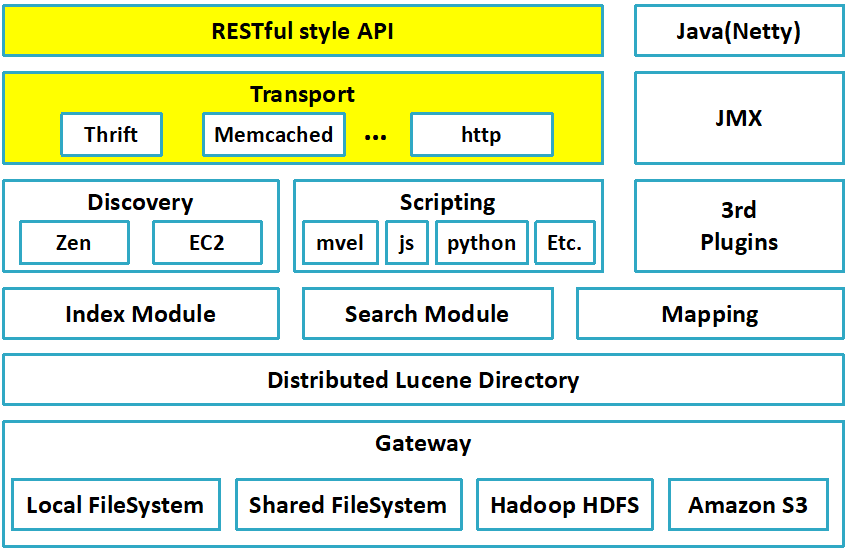 RESTful style API
Java(Netty)
Transport
Thrift
Memcached
...
http
JMX
Discovery
Zen
EC2
Scripting
mvel
js
python
Etc.
3rd
Plugins
Index Module
Search Module
Mapping
Distributed Lucene Directory
Gateway
Local FileSystem
Shared FileSystem
Hadoop HDFS
Amazon S3